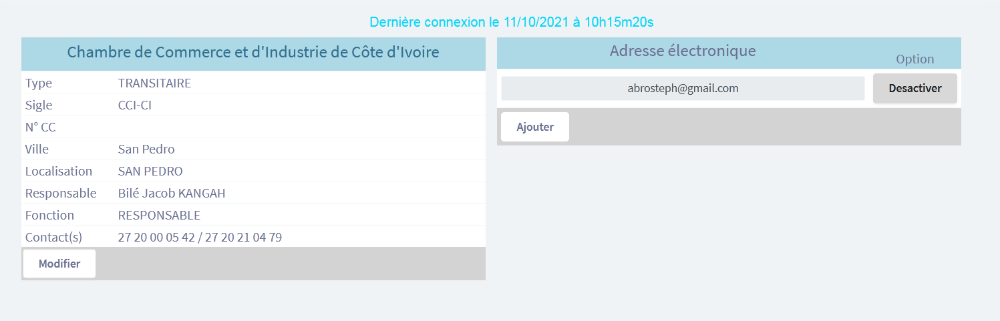 Dernière connexion le 11/10/2021 à 10h15m20s
Chambre de Commerce et d'Industrie de Côte d'Ivoire
Type TRANSITAIRE
Sigle CCI-CI
N° CC
Ville San Pedro
Localisation SAN PEDRO
Responsable Bilé Jacob KANGAH
Fonction RESPONSABLE
Contact(s) 27 20 00 05 42 / 27 20 21 04 79
Modifier
Adresse électronique Option
abrosteph@gmail.com Desactiver
Ajouter